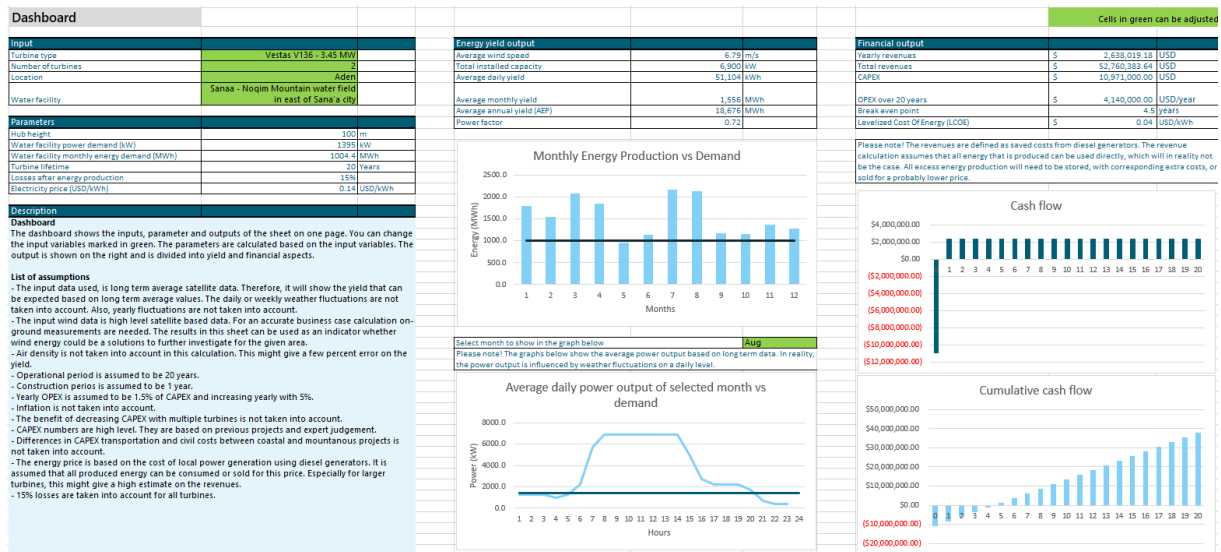 Dashboard
Cells in green can be adjusted
Input
Turbine type Vestas V136 - 3.45 MW
Number of turbines 2
Location Aden
Water facility Sanaa - Noqim Mountain water field
in east of Sana'a city
Parameters
Hub height 100 m
Water facility power demand (kW) 1395 kW
Water facility monthly energy demand (MWh) 1004.4 MWh
Turbine lifetime 20 Years
Losses after energy production 15%
Electricity price (USD/kWh) 0.14 USD/kWh
Description
Dashboard
The dashboard shows the inputs, parameter and outputs of the sheet on one page. You can change
the input variables marked in green. The parameters are calculated based on the input variables. The
output is shown on the right and is divided into yield and financial aspects.
List of assumptions
- The input data used, is long term average satellite data. Therefore, it will show the yield that can
be expected based on long term average values. The daily or weekly weather fluctuations are not
taken into account. Also, yearly fluctuations are not taken into account.
- The input wind data is high level satellite based data. For an accurate business case calculation on-
ground measurements are needed. The results in this sheet can be used as an indicator whether
wind energy could be a solutions to further investigate for the given area.
- Air density is not taken into account in this calculation. This might give a few percent error on the
yield.
- Operational period is assumed to be 20 years.
- Construction perios is assumed to be 1 year.
- Yearly OPEX is assumed to be 1.5% of CAPEX and increasing yearly with 5%.
- Inflation is not taken into account.
- The benefit of decreasing CAPEX with multiple turbines is not taken into account.
- CAPEX numbers are high level. They are based on previous projects and expert judgement.
- Differences in CAPEX transportation and civil costs between coastal and mountanous projects is
not taken into account.
- The energy price is based on the cost of local power generation using diesel generators. It is
assumed that all produced energy can be consumed or sold for this price. Especially for larger
turbines, this might give a high estimate on the revenues.
- 15% losses are taken into account for all turbines.
Energy yield output
Average wind speed 6.79 m/s
Total installed capacity 6,900 kW
Average daily yield 51,104 kWh
Average monthly yield 1,556 MWh
Average annual yield (AEP) 18,676 MWh
Power factor 0.72
Monthly Energy Production vs Demand
Energy (MWh)
2500.0
2000.0
1500.0
1000.0
500.0
0.0
1 2 3 4 5 6 7 8 9 10 11 12
Months
Select month to show in the graph below Aug
Please note! The graphs below show the average power output based on long term data. In reality,
the power output is influenced by weather fluctuations on a daily level.
Average daily power output of selected month vs
demand
Power (kW)
8000.0
6000.0
4000.0
2000.0
0.0
1 2 3 4 5 6 7 8 9 10 11 12 13 14 15 16 17 18 19 20 21 22 23 24
Hours
Financial output
Yearly revenues $ 2,638,019.18 USD
Total revenues $ 52,760,383.64 USD
CAPEX $ 10,971,000.00 USD
OPEX over 20 years $ 4,140,000.00 USD/year
Break even point 4.5 years
Levelized Cost Of Energy (LCOE) $ 0.04 USD/kWh
Please note! The revenues are defined as saved costs from diesel generators. The revenue
calculation assumes that all energy that is produced can be used directly, which will in reality not
be the case. All excess energy production will need to be stored, with corresponding extra costs, or
sold for a probably lower price.
Cash flow
$4,000,000.00
$2,000,000.00
$0.00
($2,000,000.00)
($4,000,000.00)
($6,000,000.00)
($8,000,000.00)
($10,000,000.00)
($12,000,000.00)
0 1 2 3 4 5 6 7 8 9 10 11 12 13 14 15 16 17 18 19 20
Cumulative cash flow
$50,000,000.00
$40,000,000.00
$30,000,000.00
$20,000,000.00
$10,000,000.00
$0.00
($10,000,000.00)
($20,000,000.00)
0 1 2 3 4 5 6 7 8 9 10 11 12 13 14 15 16 17 18 19 20